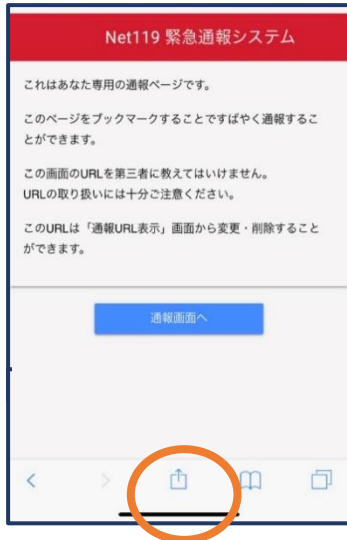 Net119 緊急通報システム
これはあなた専用の通報ページです。
このページをブックマークすることですばやく通報するこ
とができます。
この画面のURLを第三者に教えてはいけません。
URLの取り扱いには十分ご注意ください。
このURLは「通報URL表示」画面から変更・削除すること
ができます。
通報画面へ